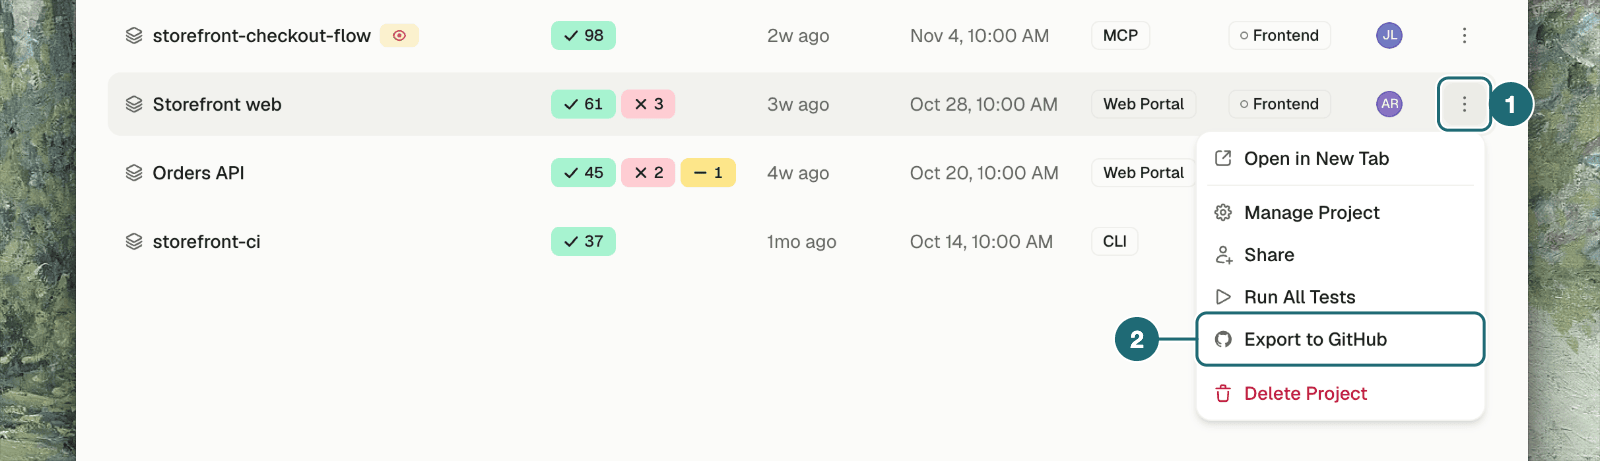 storefront-checkout-flow 98 2w ago Nov 4, 10:00 AM MCP Frontend JL
Storefront web 61 3 3w ago Oct 28, 10:00 AM Web Portal Frontend AR 1
Open in New Tab
Orders API 45 2 1 4w ago Oct 20, 10:00 AM Web Portal
Manage Project
storefront-ci 37 1mo ago Oct 14, 10:00 AM CLI
Share
Run All Tests
2 Export to GitHub
Delete Project